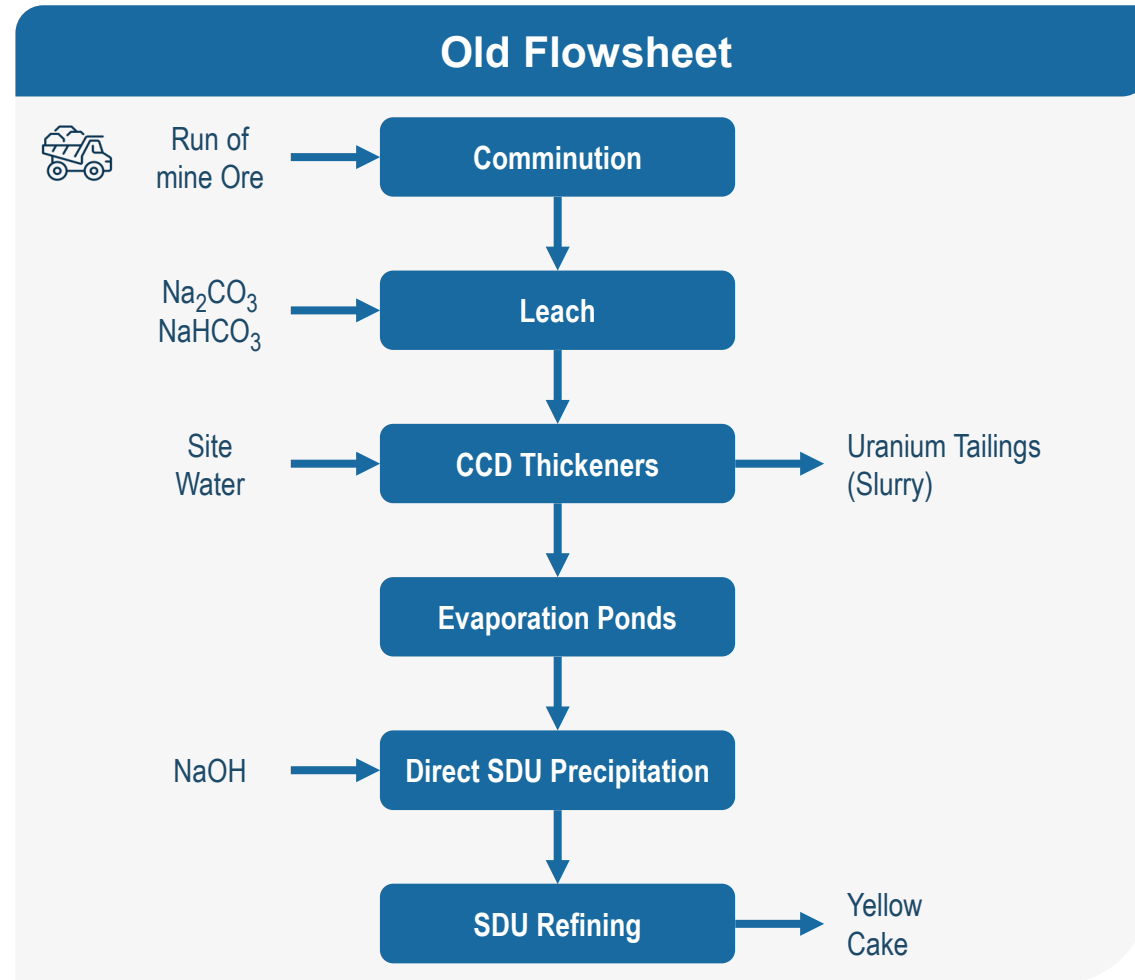 Old Flowsheet
Run of
mine Ore
Comminution
Na₂CO₃
NaHCO₃
Leach
Site
Water
CCD Thickeners
Uranium Tailings
(Slurry)
Evaporation Ponds
NaOH
Direct SDU Precipitation
SDU Refining
Yellow
Cake